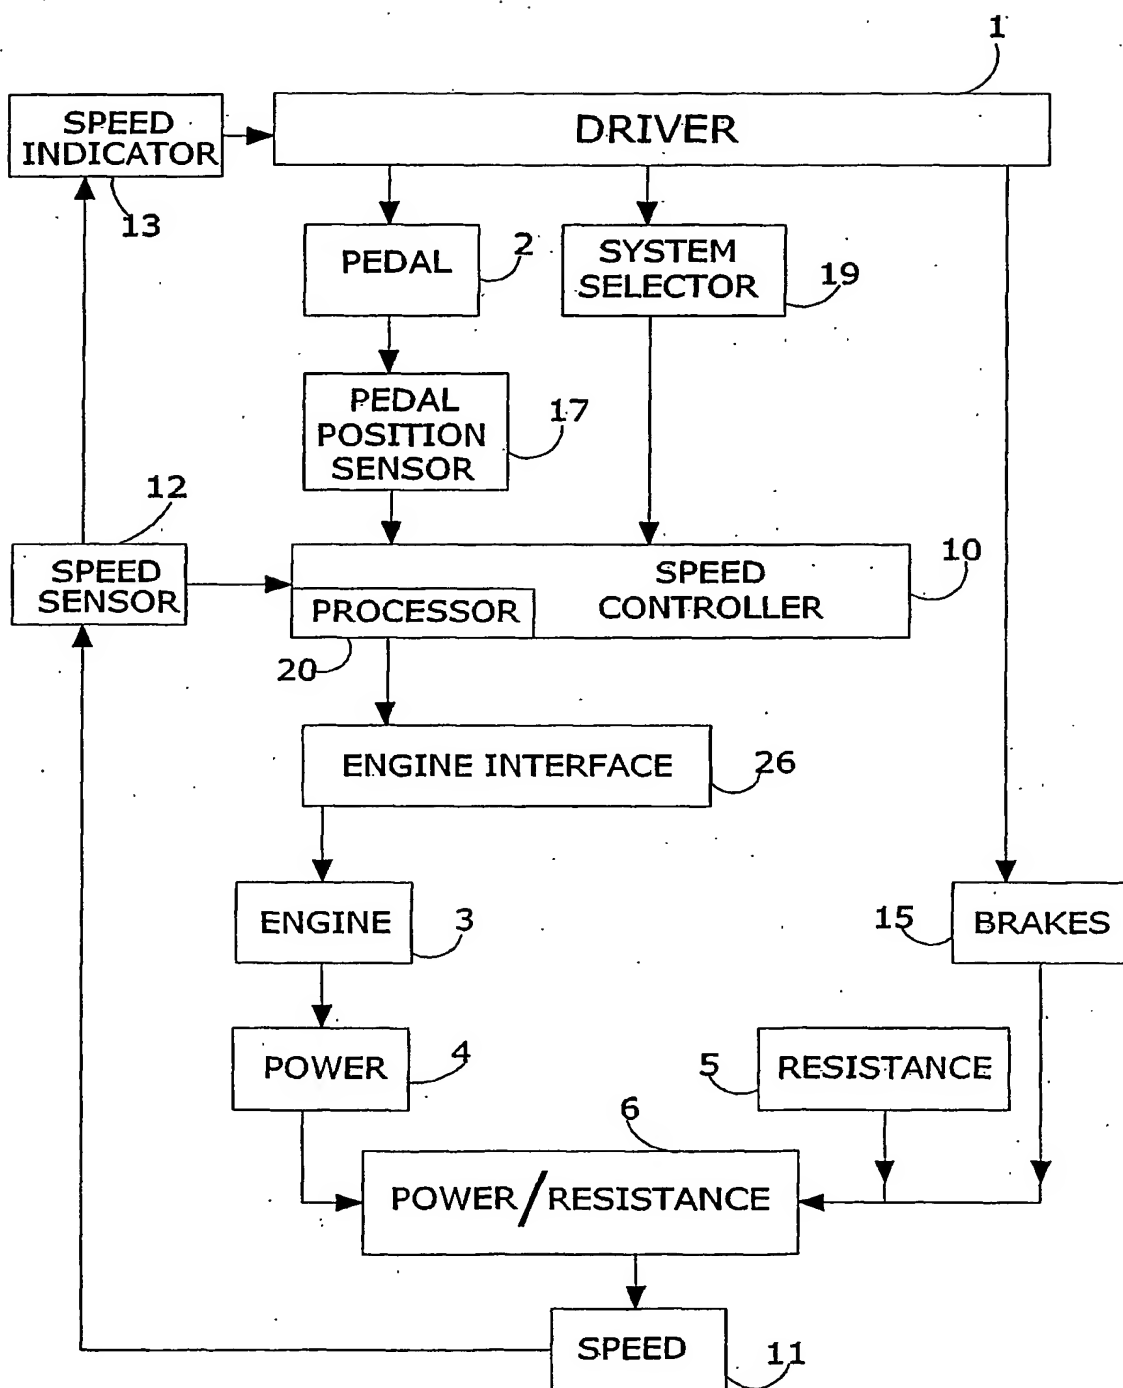 1
SPEED
INDICATOR
DRIVER
13
PEDAL
2
SYSTEM
SELECTOR
19
PEDAL
POSITION
SENSOR
17
12
SPEED
SENSOR
SPEED
CONTROLLER
10
PROCESSOR
20
ENGINE INTERFACE
26
ENGINE
3
15
BRAKES
POWER
4
5
RESISTANCE
6
POWER/RESISTANCE
SPEED
11